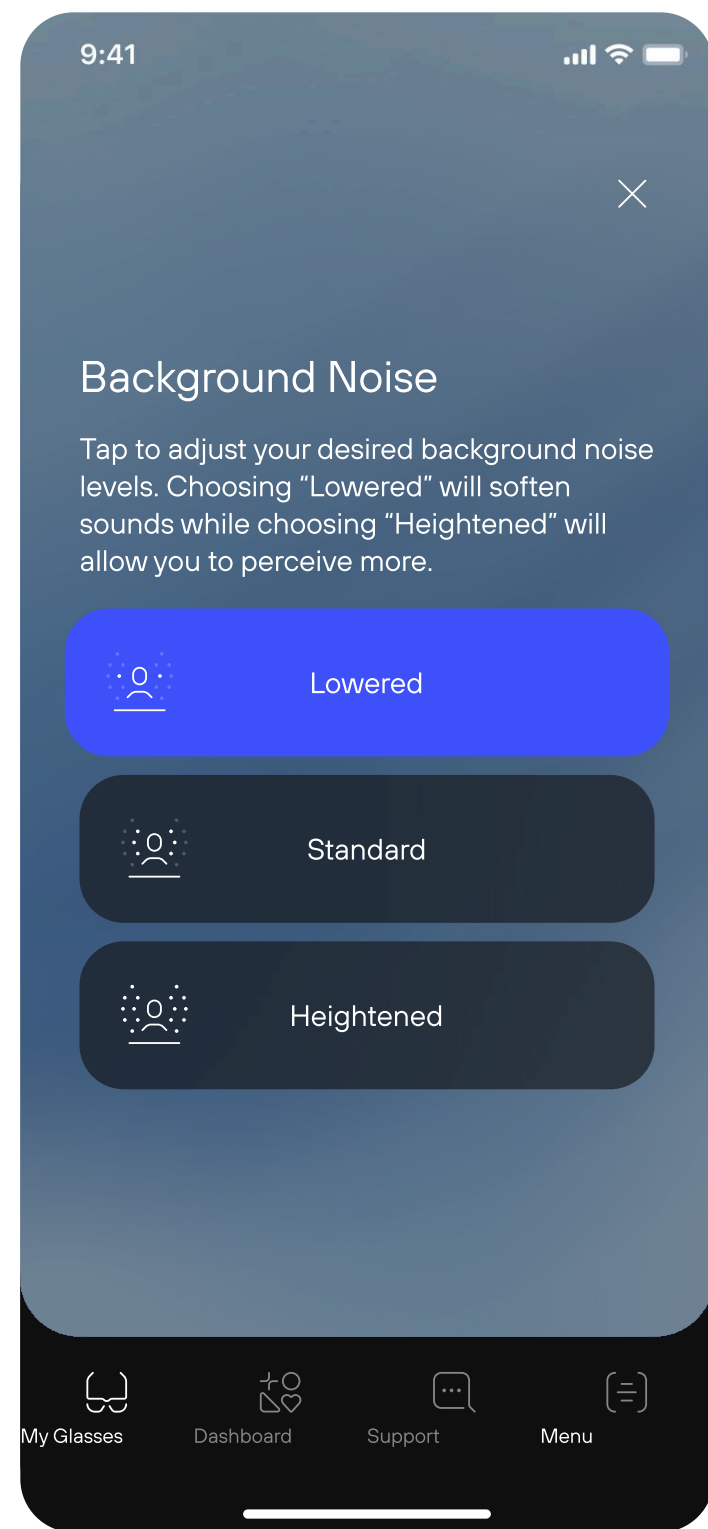 9:41
Background Noise
Tap to adjust your desired background noise
levels. Choosing “Lowered” will soften
sounds while choosing “Heightened” will
allow you to perceive more.
Lowered
Standard
Heightened
My Glasses
Dashboard
Support
Menu